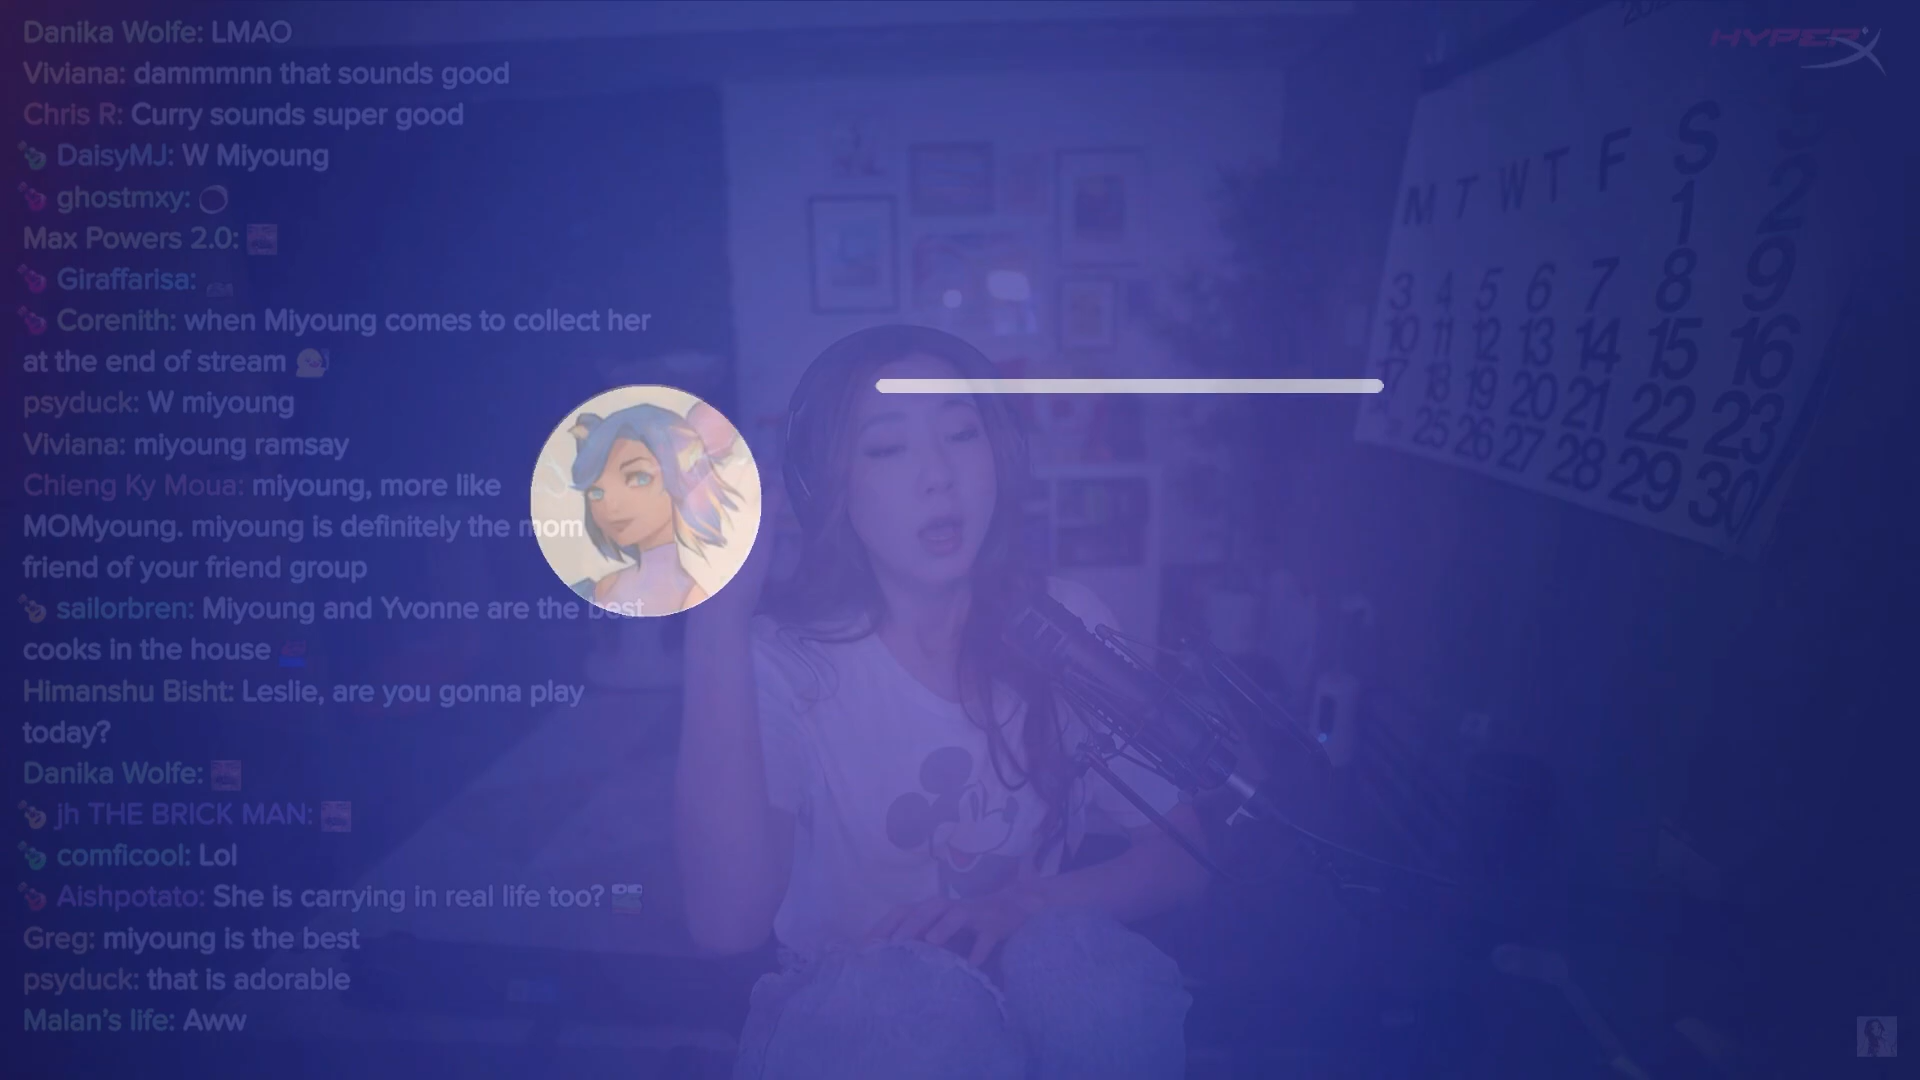 Danika Wolfe: LMAO
Viviana: dammmnn that sounds good
Chris R: Curry sounds super good
DaisyMJ: W Miyoung
ghostmxy:
Max Powers 2.0:
Giraffarisa:
Corenith: when Miyoung comes to collect her
at the end of stream
psyduck: W miyoung
Viviana: miyoung ramsay
Chieng Ky Moua: miyoung, more like
MOMyoung. miyoung is definitely the mom
friend of your friend group
sailorbren: Miyoung and Yvonne are the best
cooks in the house
Himanshu Bisht: Leslie, are you gonna play
today?
Danika Wolfe:
jh THE BRICK MAN:
comficool: Lol
Aishpotato: She is carrying in real life too?
Greg: miyoung is the best
psyduck: that is adorable
Malan's life: Aww
HYPERX
M T W T F S S
1 2
3 4 5 6 7 8 9
10 11 12 13 14 15 16
17 18 19 20 21 22 23
25 26 27 28 29 30